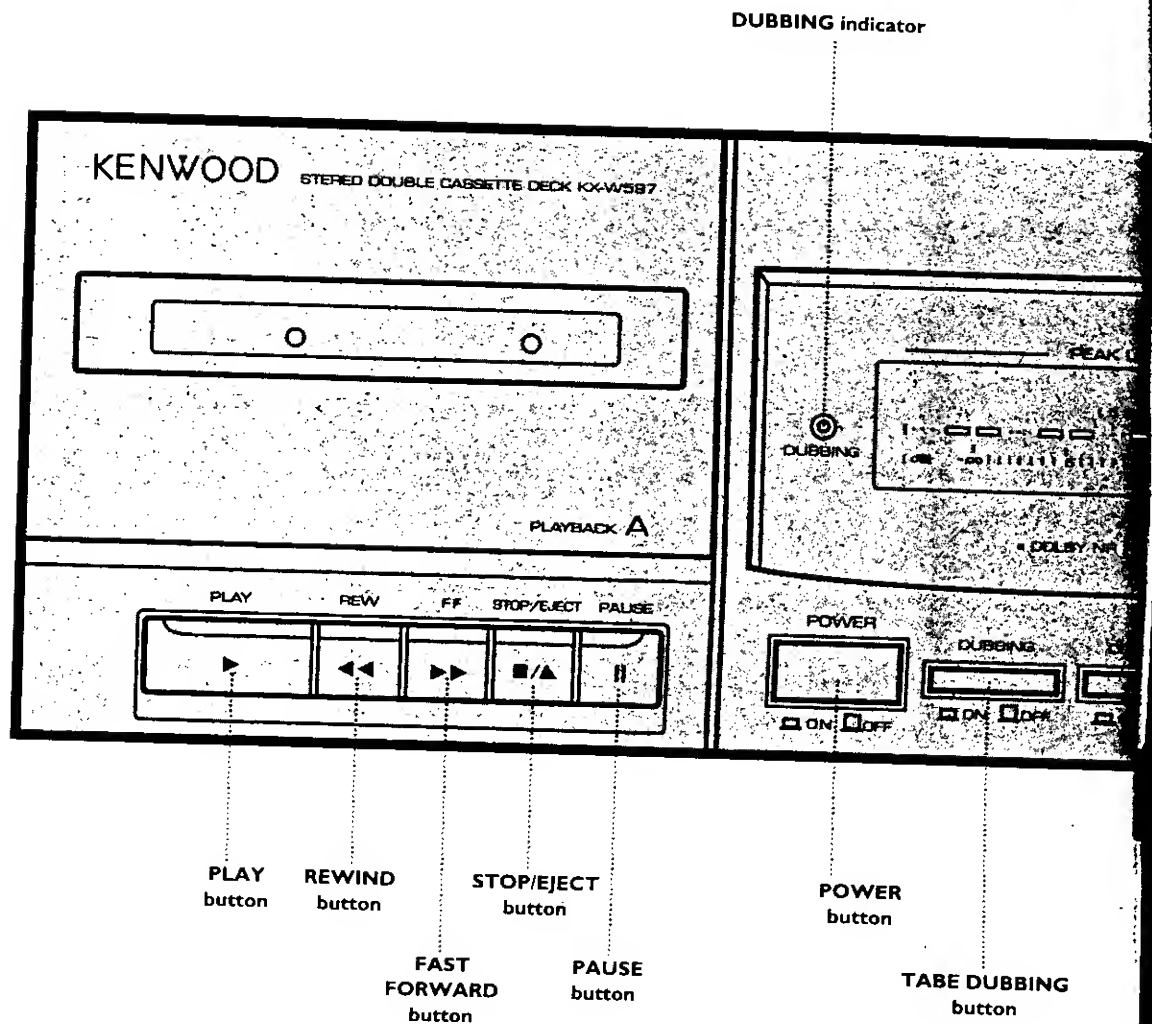 DUBBING indicator
KENWOOD STEREO DOUBLE CASSETTE DECK KX-W597
PEAK
DUBBING
PLAYBACK A
DOLBY NR
PLAY REW FF STOP/EJECT PAUSE
POWER
DUBBING
ON OFF
ON OFF
PLAY
button
REWIND
button
STOP/EJECT
button
POWER
button
FAST
FORWARD
button
PAUSE
button
TABE DUBBING
button